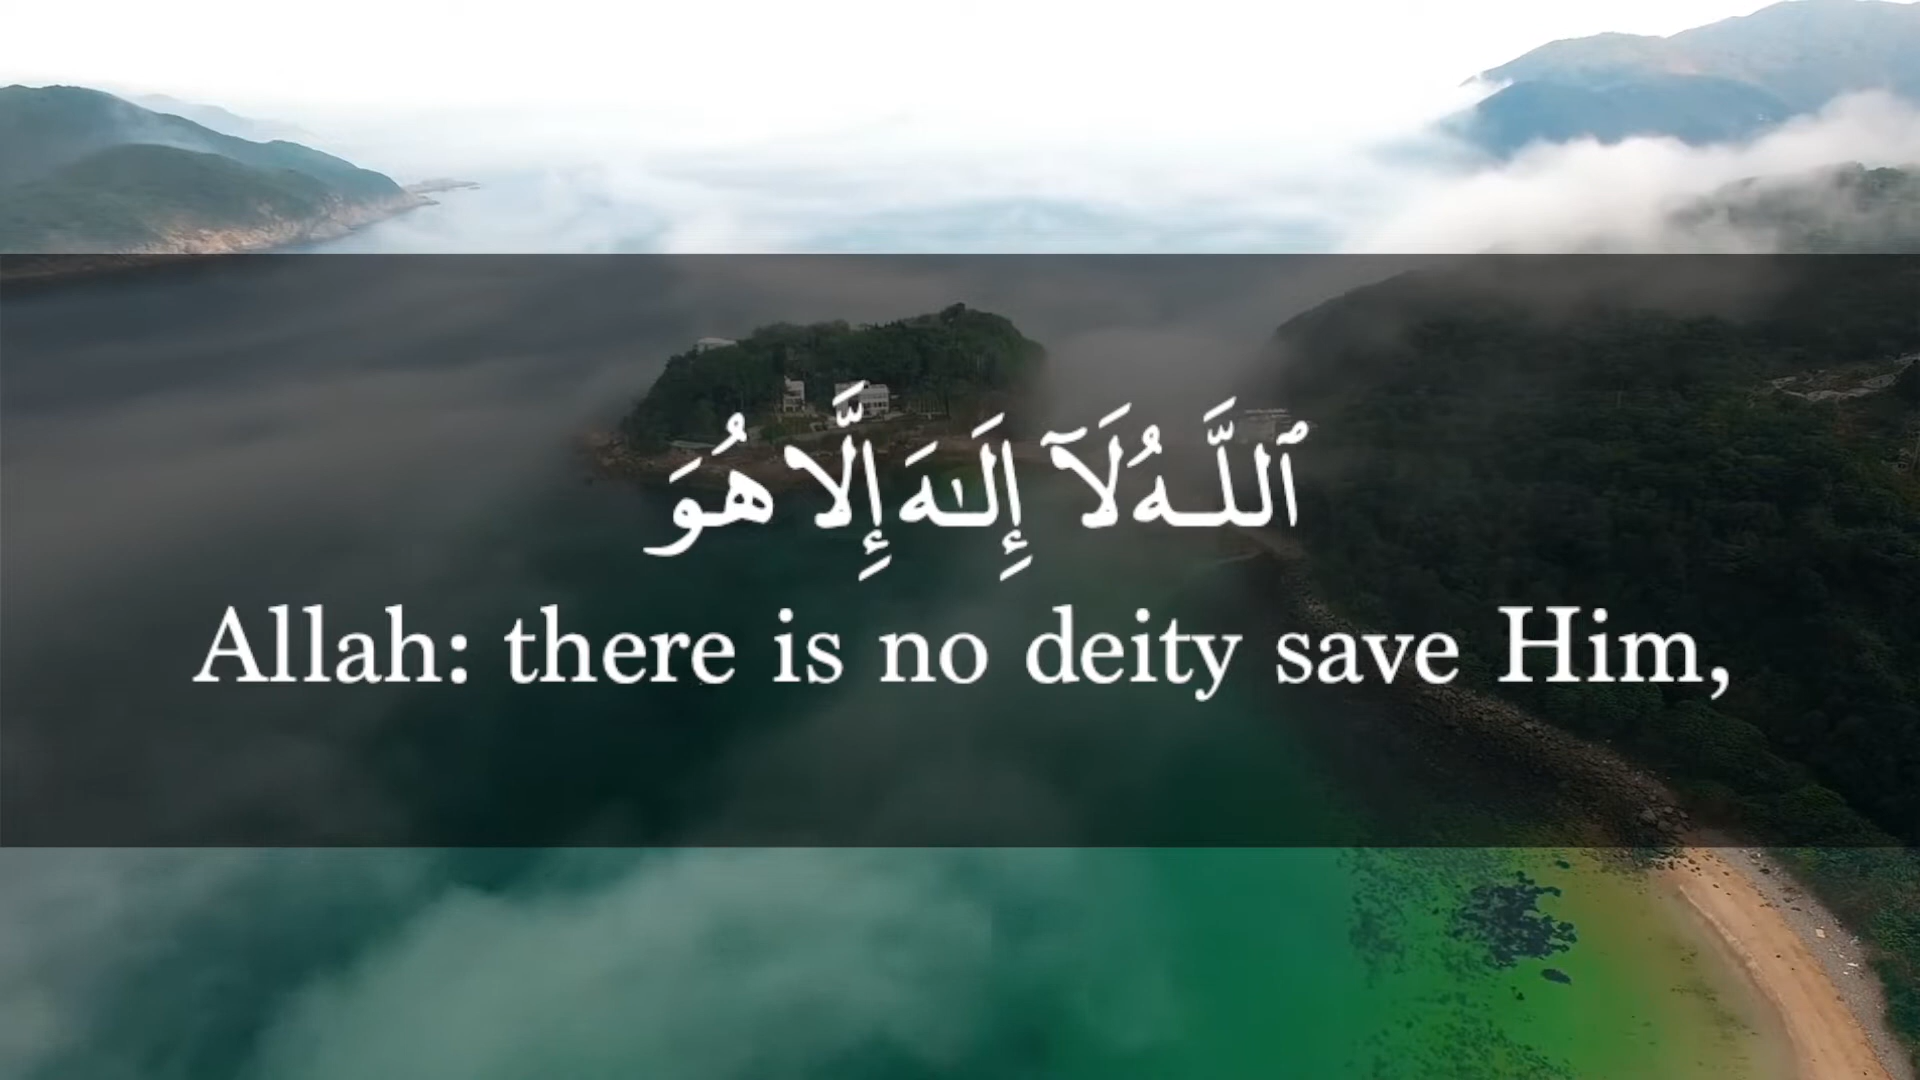 ٱللَّـهُ لَآ إِلَـٰهَ إِلَّا هُوَ
Allah: there is no deity save Him,